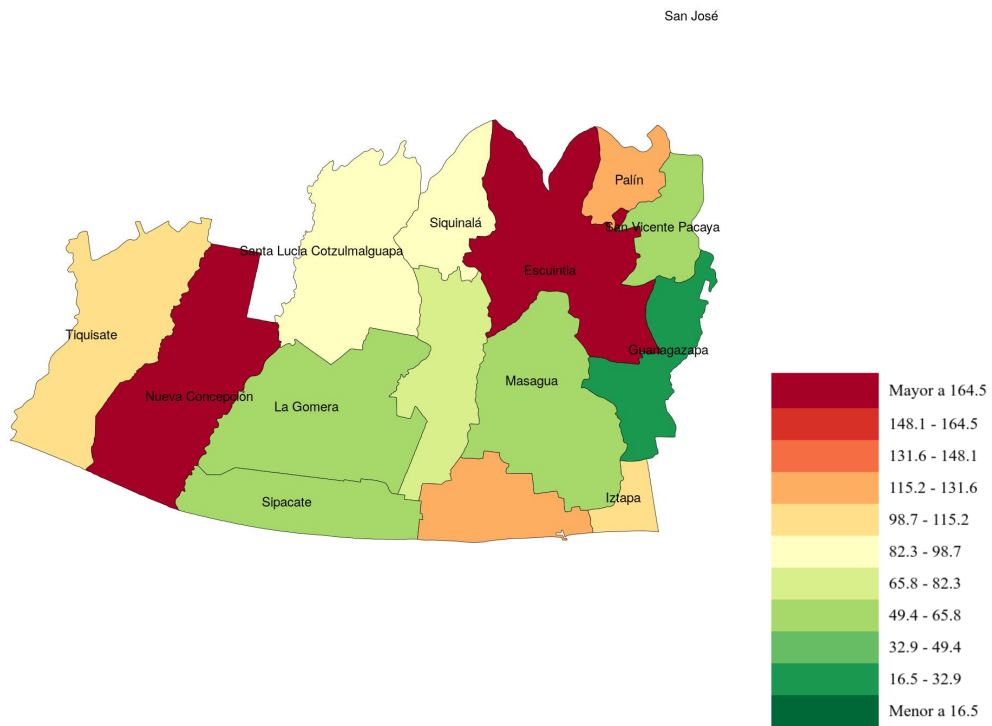 San José
Palín
Siquinalá
San Vicente Pacaya
Santa Lucía Cotzulmalguapa
Escuintla
Tiquisate
Guanagazapa
Masagua
Nueva Concepción
La Gomera
Sipacate
Iztapa
Mayor a 164.5
148.1 - 164.5
131.6 - 148.1
115.2 - 131.6
98.7 - 115.2
82.3 - 98.7
65.8 - 82.3
49.4 - 65.8
32.9 - 49.4
16.5 - 32.9
Menor a 16.5